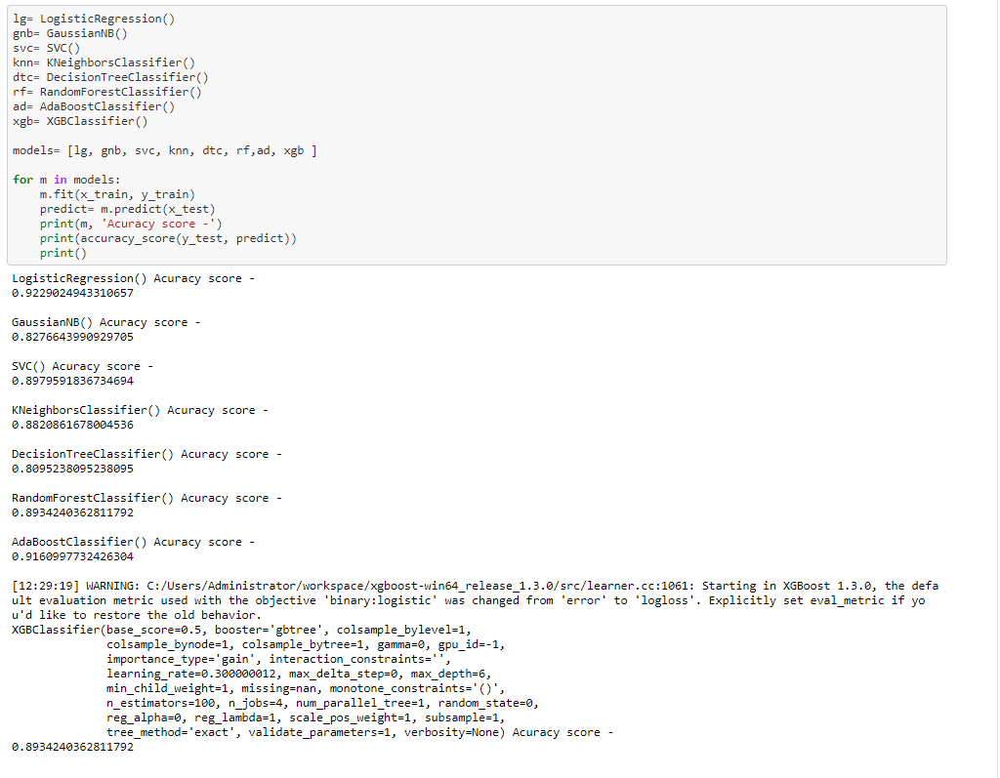 lg= LogisticRegression()
gnb= GaussianNB()
svc= SVC()
knn= KNeighborsClassifier()
dtc= DecisionTreeClassifier()
rf= RandomForestClassifier()
ad= AdaBoostClassifier()
xgb= XGBClassifier()
models= [lg, gnb, svc, knn, dtc, rf,ad, xgb ]
for m in models:
    m.fit(x_train, y_train)
    predict= m.predict(x_test)
    print(m, 'Acuracy score -')
    print(accuracy_score(y_test, predict))
    print()
LogisticRegression() Acuracy score -
0.9229024943310657
GaussianNB() Acuracy score -
0.8276643990929705
SVC() Acuracy score -
0.8979591836734694
KNeighborsClassifier() Acuracy score -
0.8820861678004536
DecisionTreeClassifier() Acuracy score -
0.8095238095238095
RandomForestClassifier() Acuracy score -
0.8934240362811792
AdaBoostClassifier() Acuracy score -
0.9160997732426304
[12:29:19] WARNING: C:/Users/Administrator/workspace/xgboost-win64_release_1.3.0/src/learner.cc:1061: Starting in XGBoost 1.3.0, the defa
ult evaluation metric used with the objective 'binary:logistic' was changed from 'error' to 'logloss'. Explicitly set eval_metric if yo
u'd like to restore the old behavior.
XGBClassifier(base_score=0.5, booster='gbtree', colsample_bylevel=1,
              colsample_bynode=1, colsample_bytree=1, gamma=0, gpu_id=-1,
              importance_type='gain', interaction_constraints='',
              learning_rate=0.300000012, max_delta_step=0, max_depth=6,
              min_child_weight=1, missing=nan, monotone_constraints='()',
              n_estimators=100, n_jobs=4, num_parallel_tree=1, random_state=0,
              reg_alpha=0, reg_lambda=1, scale_pos_weight=1, subsample=1,
              tree_method='exact', validate_parameters=1, verbosity=None) Acuracy score -
0.8934240362811792